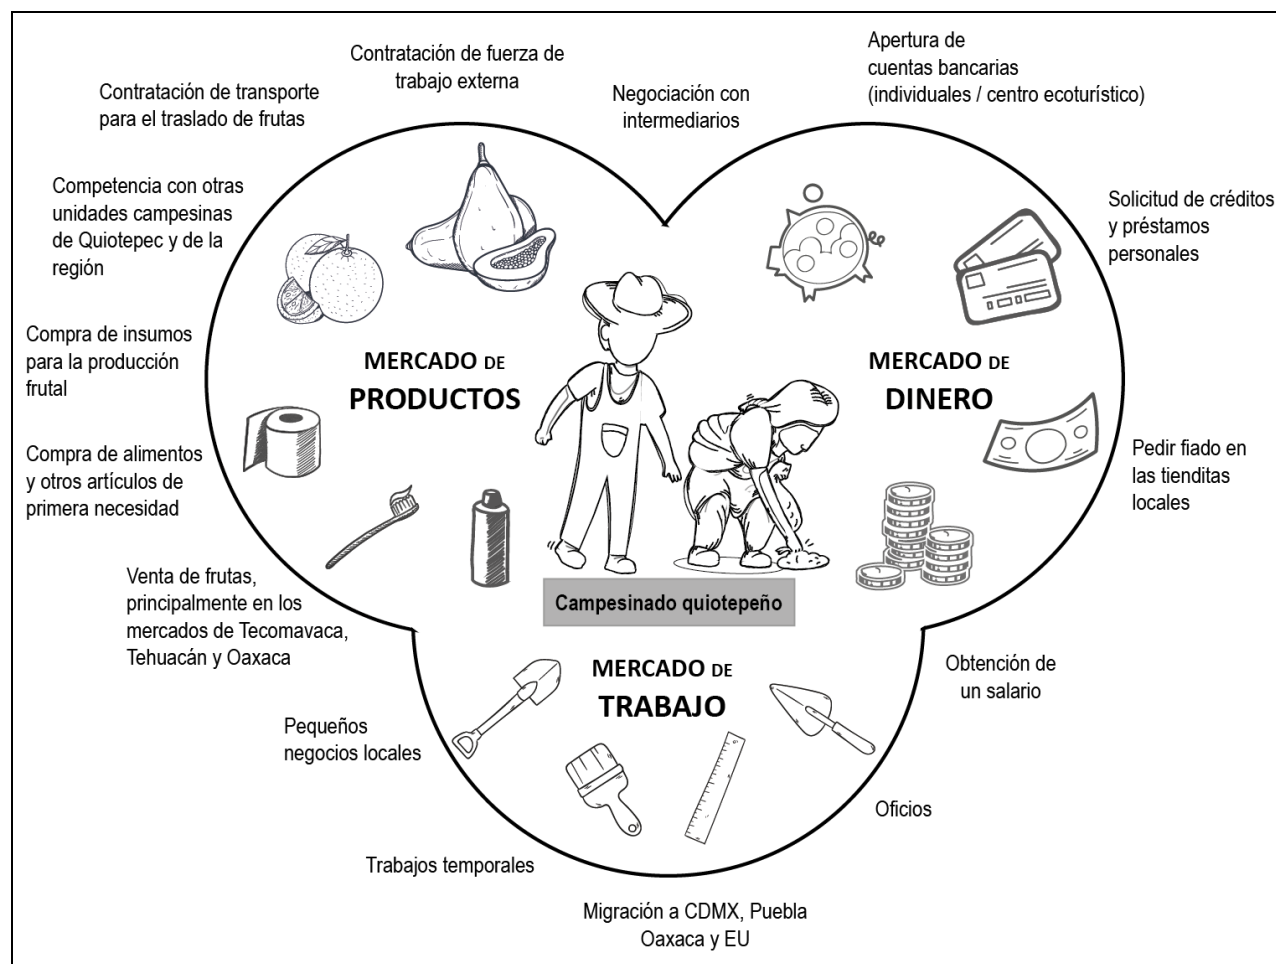 Contratación de fuerza de
trabajo externa
Contratación de transporte
para el traslado de frutas
Negociación con
intermediarios
Apertura de
cuentas bancarias
(individuales / centro ecoturístico)
Competencia con otras
unidades campesinas
de Quiotepec y de la
región
Solicitud de créditos
y préstamos
personales
Compra de insumos
para la producción
frutal
MERCADO DE
PRODUCTOS
MERCADO DE
DINERO
Compra de alimentos
y otros artículos de
primera necesidad
Pedir fiado en
las tienditas
locales
Venta de frutas,
principalmente en los
mercados de Tecomavaca,
Tehuacán y Oaxaca
Campesinado quiotepeño
MERCADO DE
TRABAJO
Obtención de
un salario
Pequeños
negocios locales
Oficios
Trabajos temporales
Migración a CDMX, Puebla
Oaxaca y EU